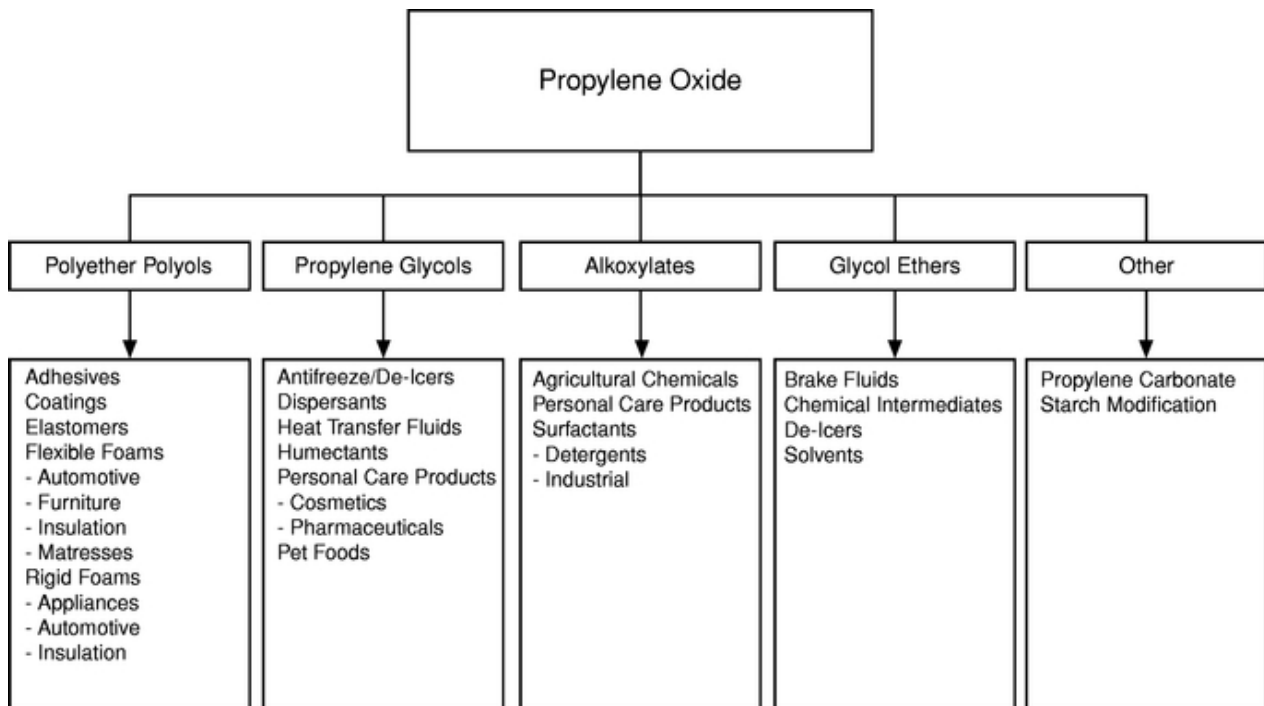 Propylene Oxide
Polyether Polyols
Propylene Glycols
Alkoxylates
Glycol Ethers
Other
Adhesives
Coatings
Elastomers
Flexible Foams
- Automotive
- Furniture
- Insulation
- Matresses
Rigid Foams
- Appliances
- Automotive
- Insulation
Antifreeze/De-Icers
Dispersants
Heat Transfer Fluids
Humectants
Personal Care Products
- Cosmetics
- Pharmaceuticals
Pet Foods
Agricultural Chemicals
Personal Care Products
Surfactants
- Detergents
- Industrial
Brake Fluids
Chemical Intermediates
De-Icers
Solvents
Propylene Carbonate
Starch Modification